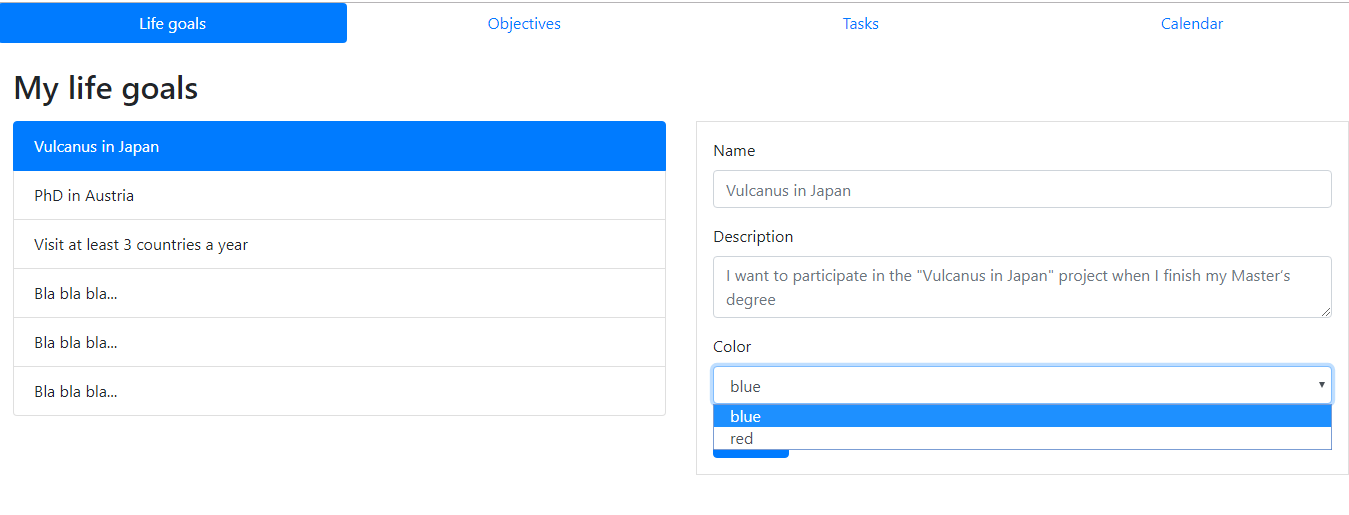 Life goals
Objectives
Tasks
Calendar
My life goals
Vulcanus in Japan
PhD in Austria
Visit at least 3 countries a year
Bla bla bla...
Bla bla bla...
Bla bla bla...
Name
Vulcanus in Japan
Description
I want to participate in the "Vulcanus in Japan" project when I finish my Master's
degree
Color
blue
blue
red